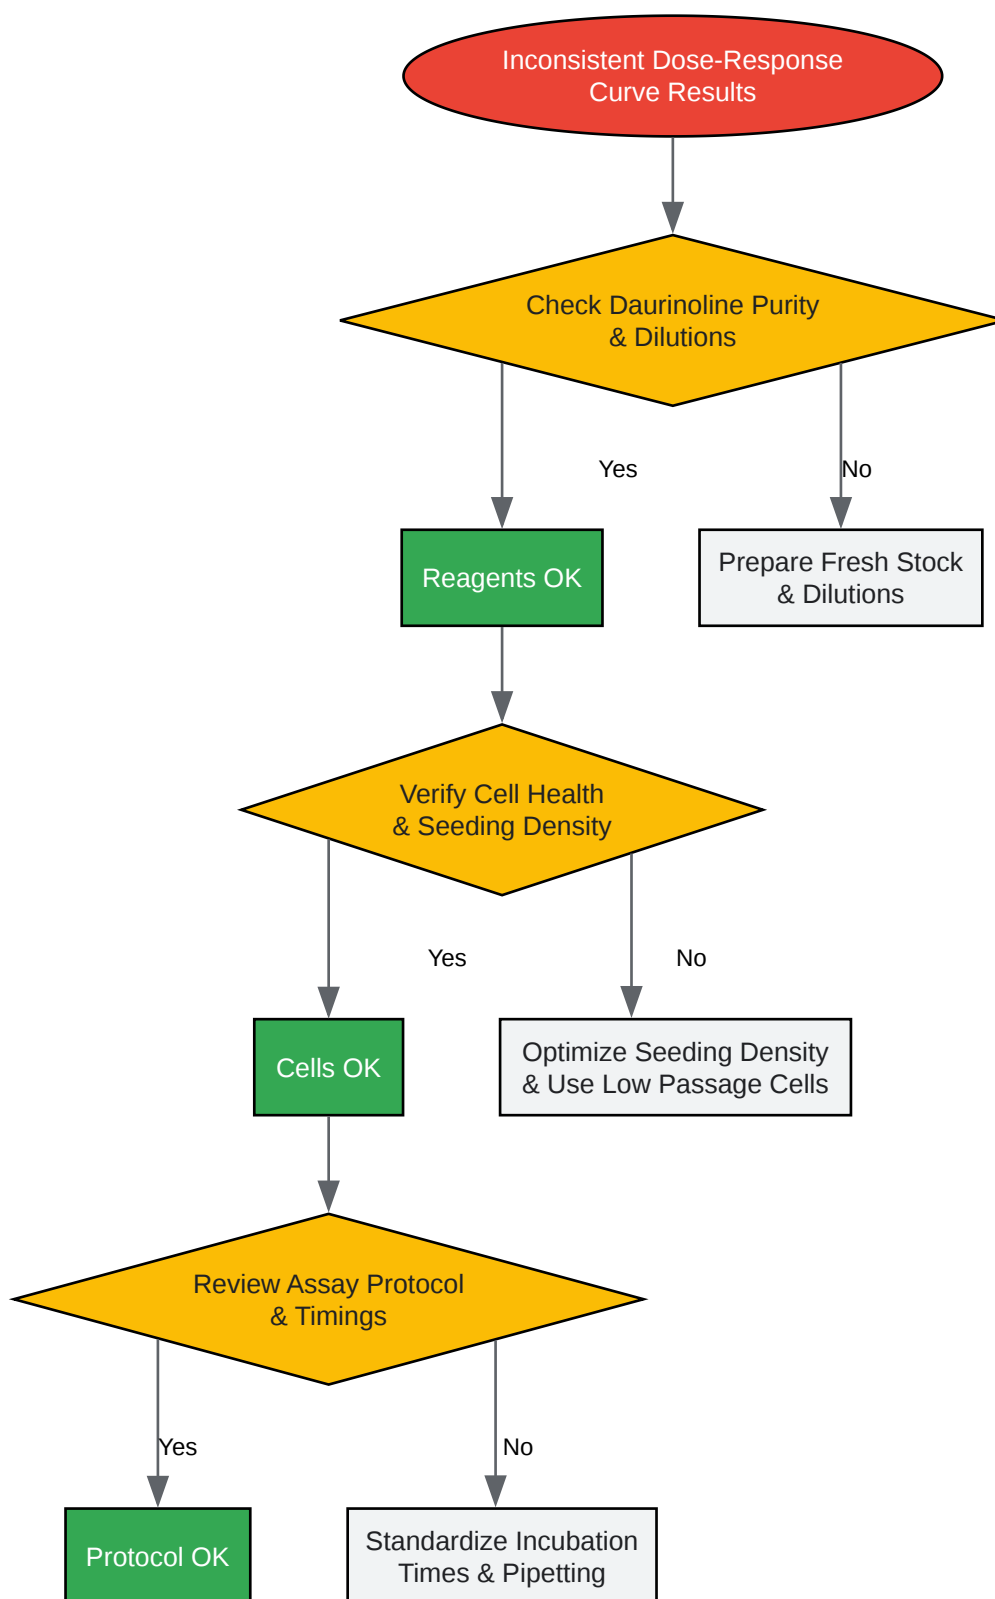 Inconsistent Dose-Response
Curve Results
Check Daurinoline Purity
& Dilutions
Yes
No
Reagents OK
Prepare Fresh Stock
& Dilutions
Verify Cell Health
& Seeding Density
Yes
No
Cells OK
Optimize Seeding Density
& Use Low Passage Cells
Review Assay Protocol
& Timings
Yes
No
Protocol OK
Standardize Incubation
Times & Pipetting